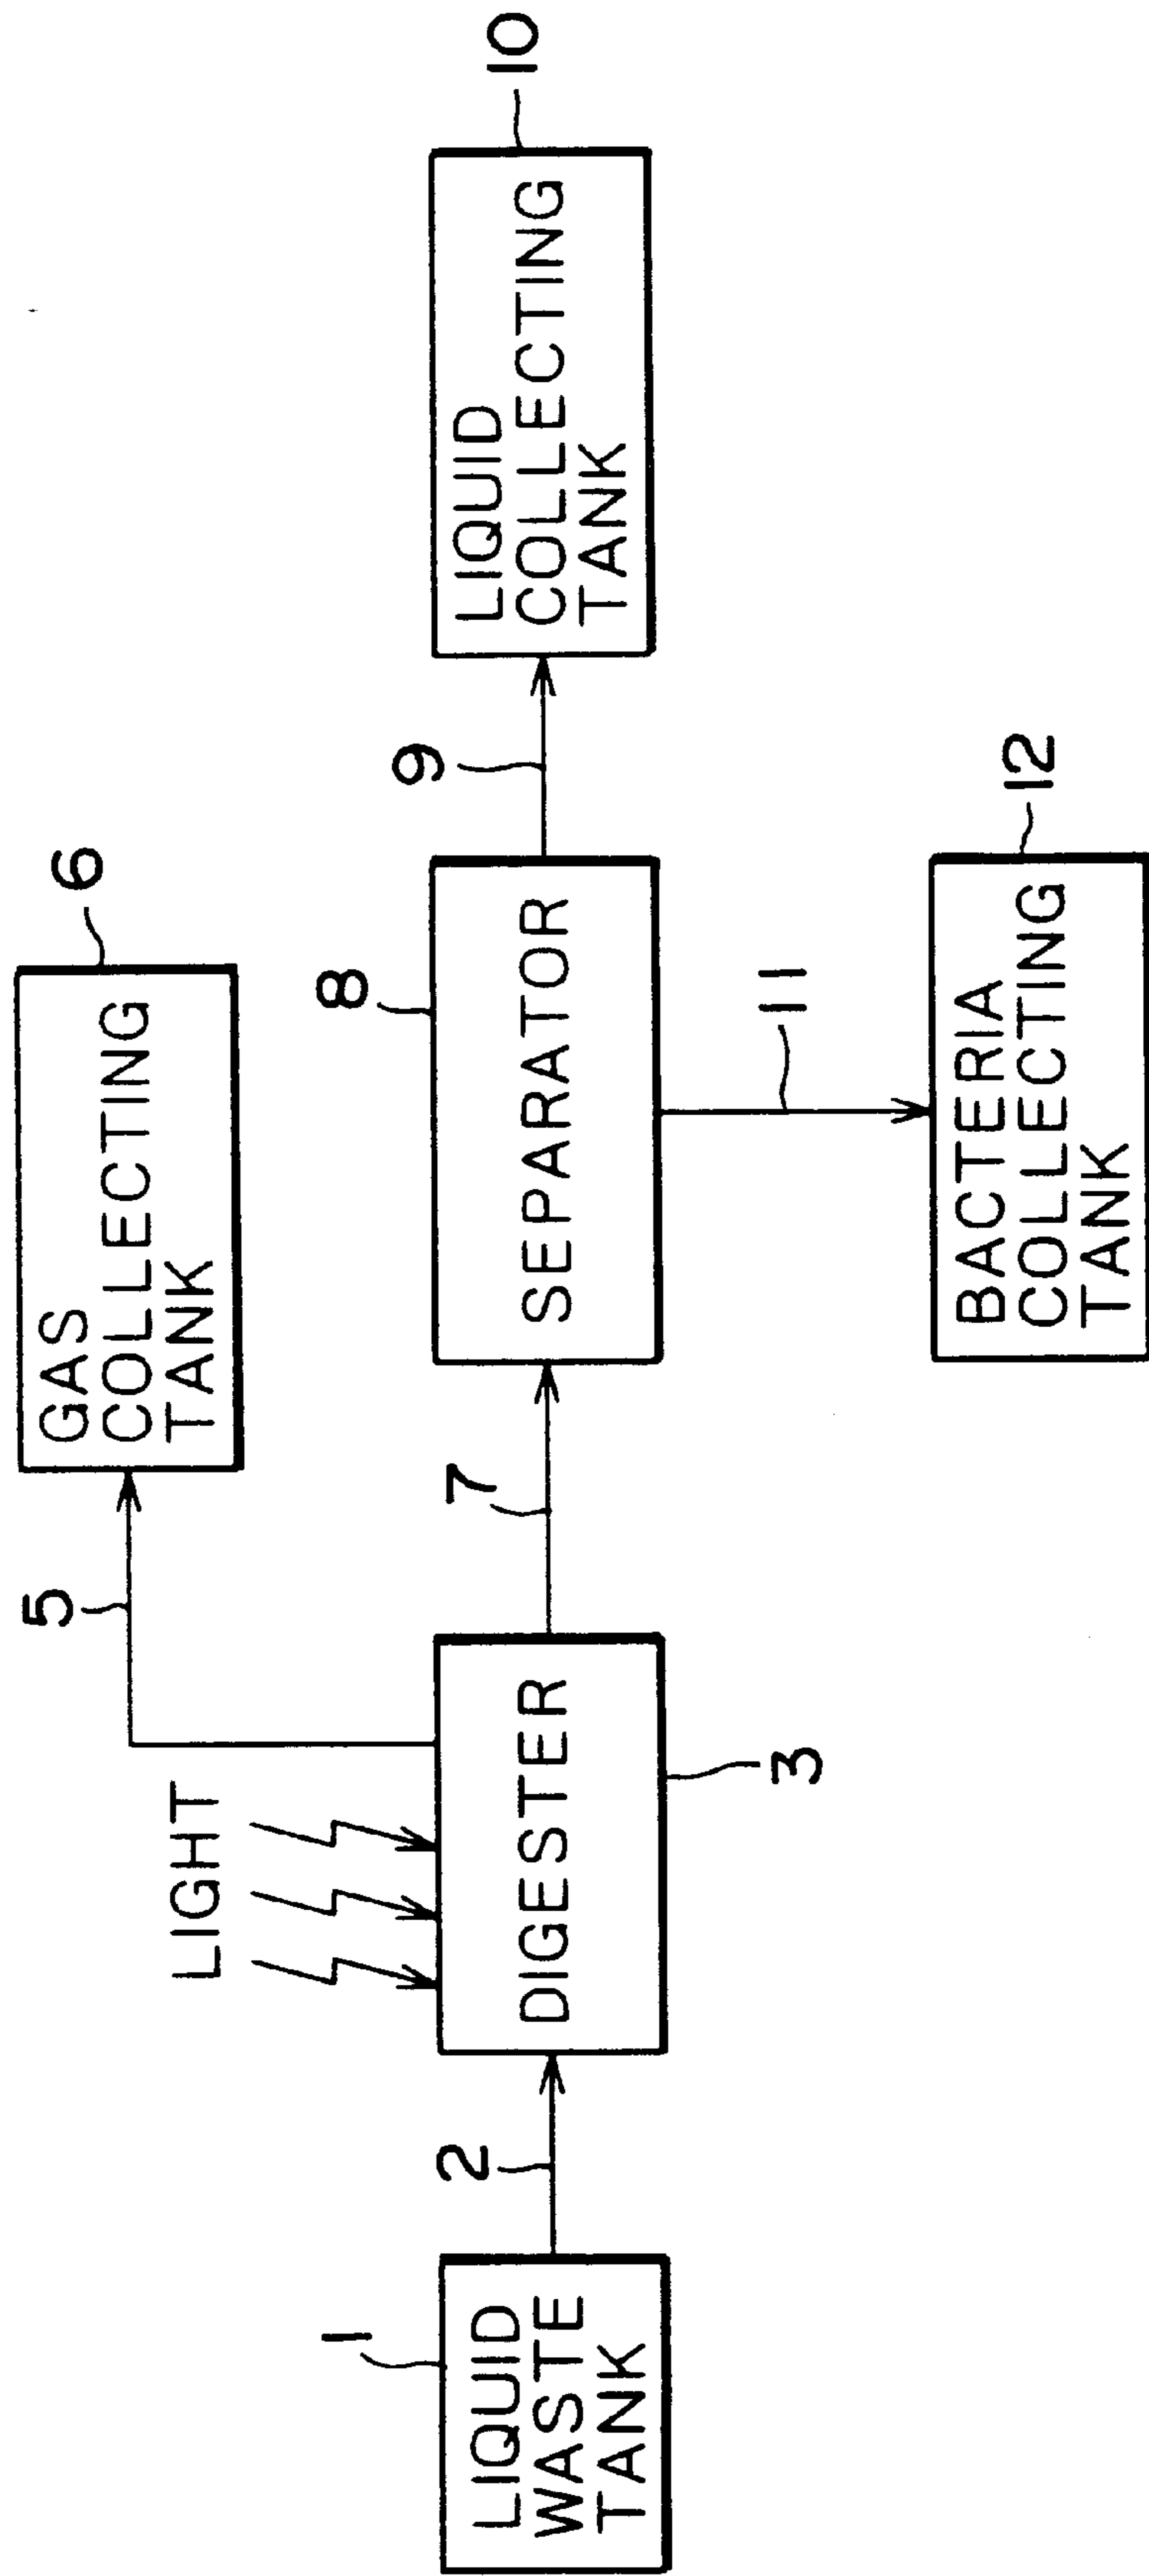 6
GAS
COLLECTING
TANK
5
LIGHT
1
LIQUID
WASTE
TANK
2
DIGESTER
3
7
8
SEPARATOR
9
10
LIQUID
COLLECTING
TANK
11
12
BACTERIA
COLLECTING
TANK